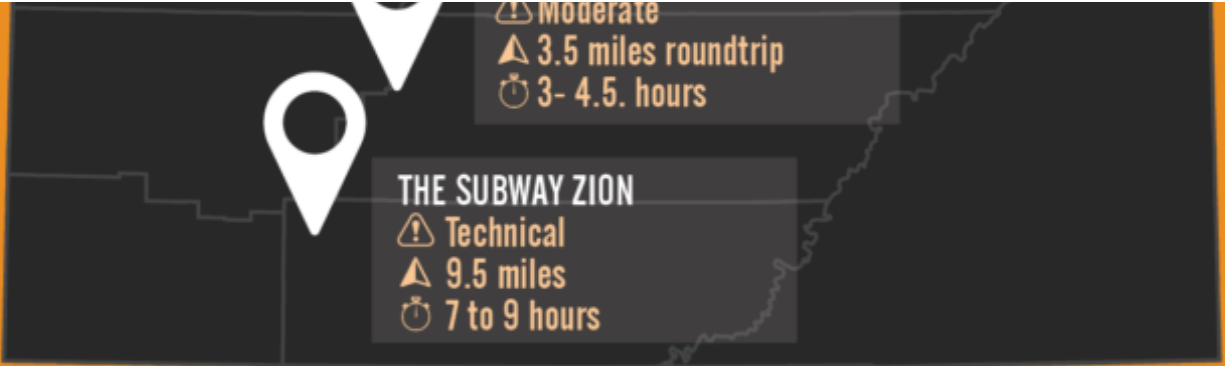 Moderate
3.5 miles roundtrip
3- 4.5. hours
THE SUBWAY ZION
Technical
9.5 miles
7 to 9 hours